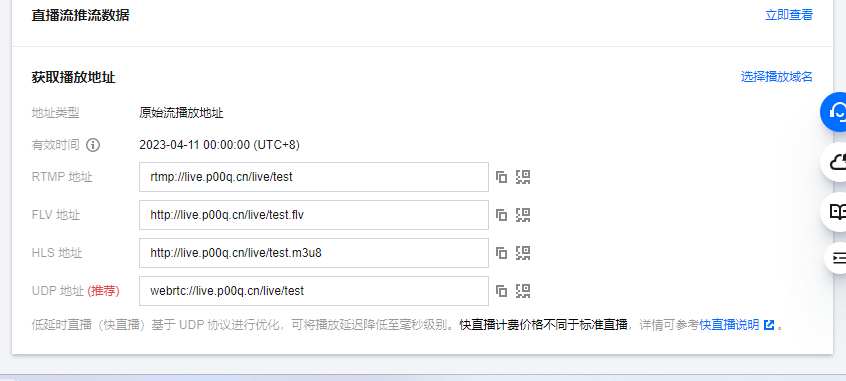 直播流推流数据 立即查看
获取播放地址 选择播放域名
地址类型 原始流播放地址
有效时间 2023-04-11 00:00:00 (UTC+8)
RTMP 地址 rtmp://live.p00q.cn/live/test
FLV 地址 http://live.p00q.cn/live/test.flv
HLS 地址 http://live.p00q.cn/live/test.m3u8
UDP 地址 (推荐) webrtc://live.p00q.cn/live/test
低延时直播（快直播）基于 UDP 协议进行优化，可将播放延迟降低至毫秒级别。快直播计费价格不同于标准直播，详情可参考快直播说明 。